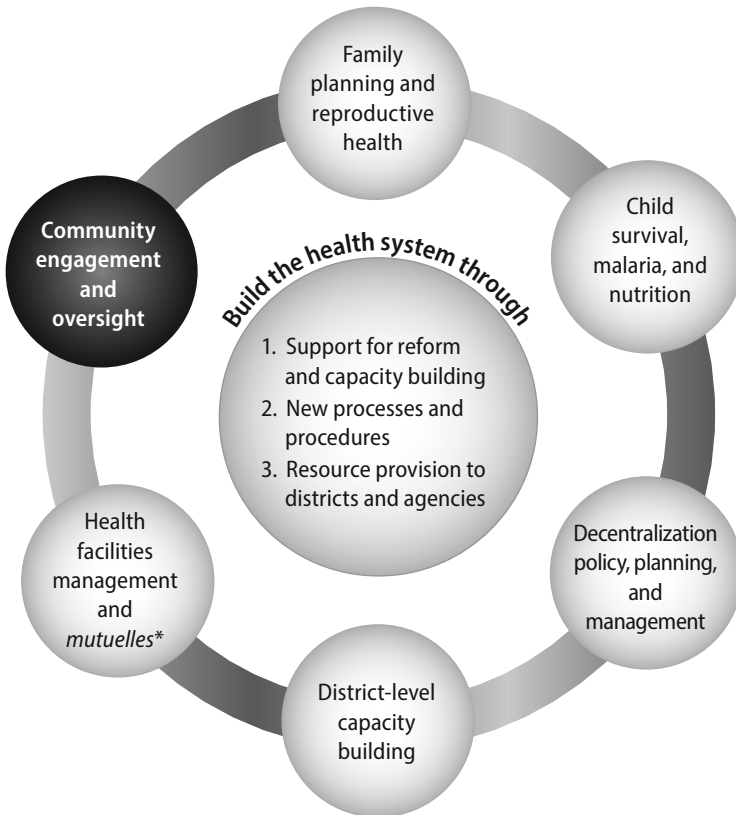 Family
planning and
reproductive
health
Child
survival,
malaria, and
nutrition
Decentralization
policy, planning,
and
management
District-level
capacity
building
Health
facilities
management
and
mutuelles*
Community
engagement
and
oversight
Build the health system through
1. Support for reform
and capacity building
2. New processes and
procedures
3. Resource provision to
districts and agencies